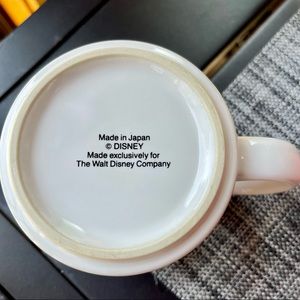 Made in Japan
© DISNEY
Made exclusively for
The Walt Disney Company